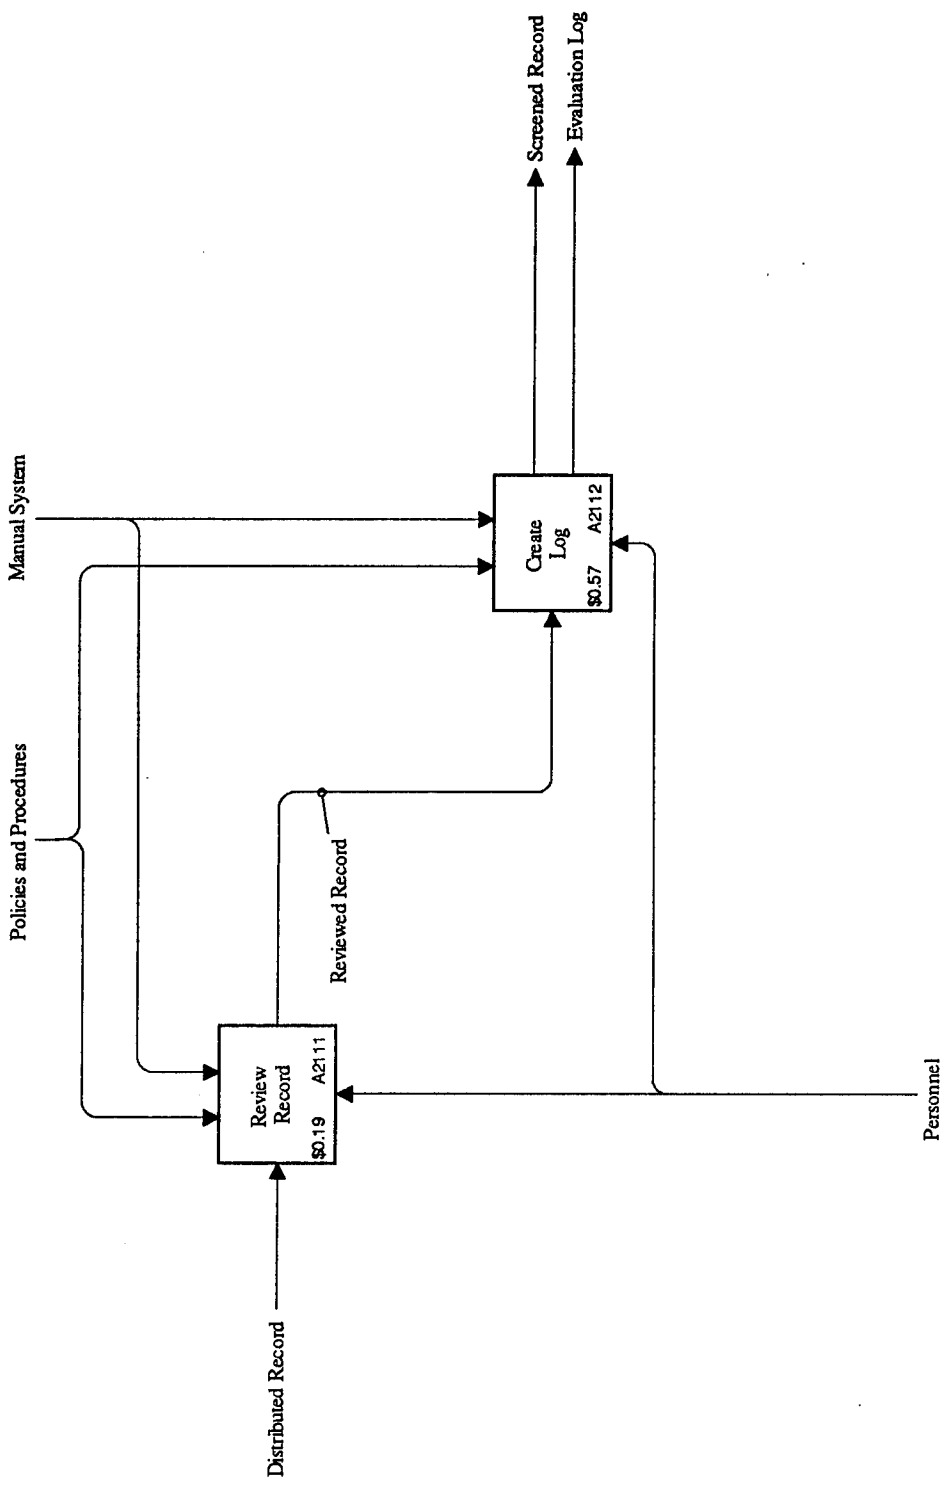 Policies and Procedures
Manual System
Distributed Record
Review
Record
$0.19 A2111
Reviewed Record
Create
Log
$0.57 A2112
Screened Record
Evaluation Log
Personnel